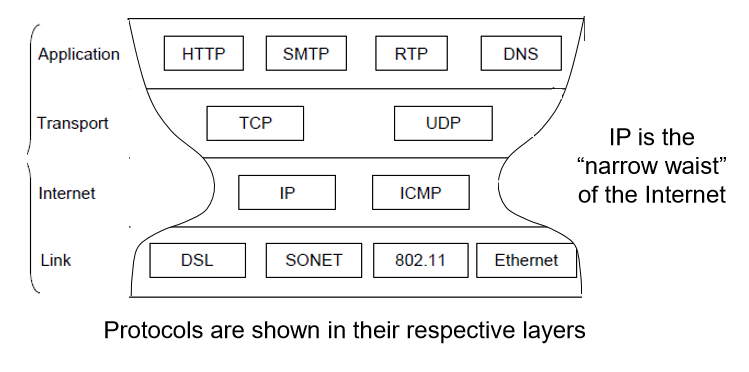 Application HTTP SMTP RTP DNS
Transport TCP UDP
IP is the
“narrow waist”
of the Internet
Internet IP ICMP
Link DSL SONET 802.11 Ethernet
Protocols are shown in their respective layers